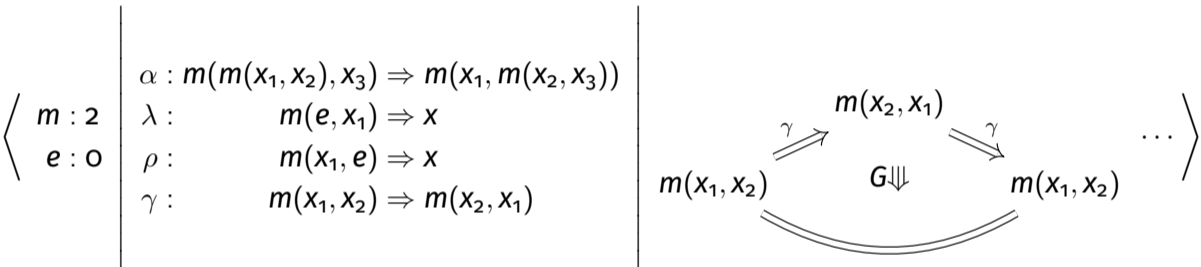 m : 2
e : 0
α : m(m(x₁, x₂), x₃) ⇒ m(x₁, m(x₂, x₃))
λ : m(e, x₁) ⇒ x
ρ : m(x₁, e) ⇒ x
γ : m(x₁, x₂) ⇒ m(x₂, x₁)
m(x₂, x₁)
γ γ ⋯
m(x₁, x₂) G⤋ m(x₁, x₂)